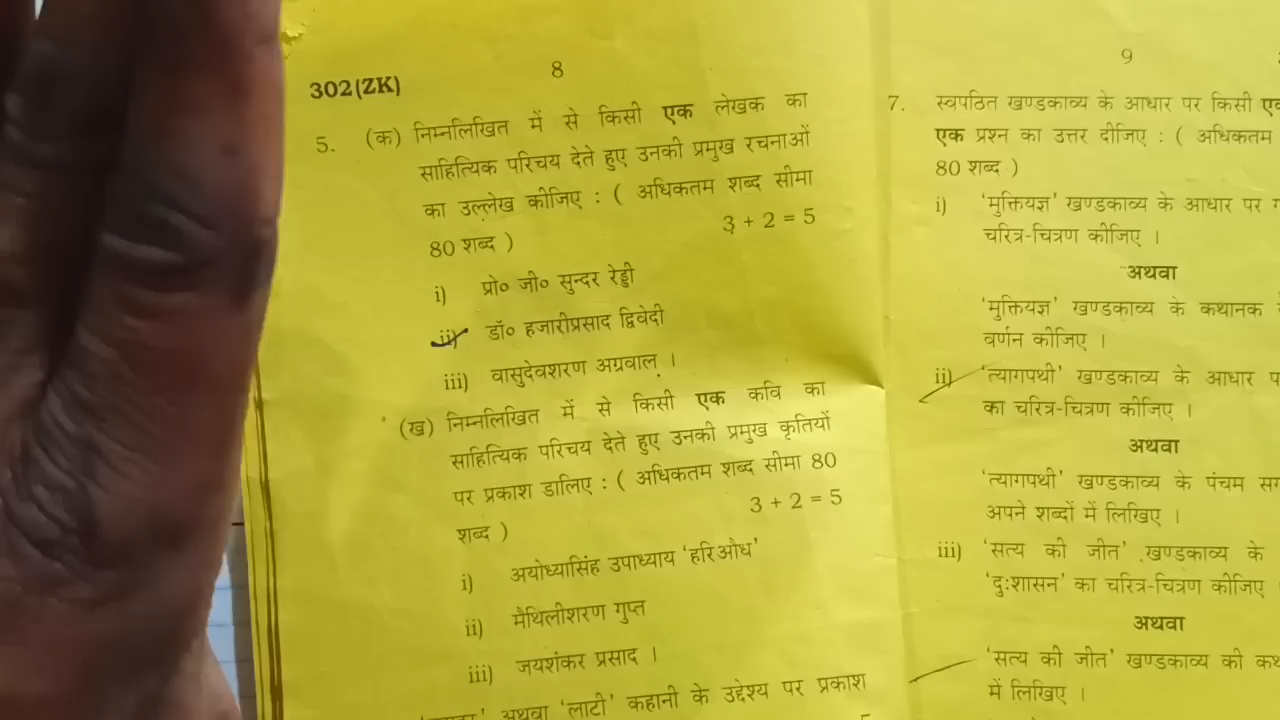 302(ZK)
8
5. (क) निम्नलिखित में से किसी एक लेखक का
साहित्यिक परिचय देते हुए उनकी प्रमुख रचनाओं
का उल्लेख कीजिए : ( अधिकतम शब्द सीमा
80 शब्द )
3 + 2 = 5
i) प्रो० जी० सुन्दर रेड्डी
ii) डॉ० हजारीप्रसाद द्विवेदी
iii) वासुदेवशरण अग्रवाल ।
(ख) निम्नलिखित में से किसी एक कवि का
साहित्यिक परिचय देते हुए उनकी प्रमुख कृतियों
पर प्रकाश डालिए : ( अधिकतम शब्द सीमा 80
शब्द )
3 + 2 = 5
i) अयोध्यासिंह उपाध्याय 'हरिऔध'
ii) मैथिलीशरण गुप्त
iii) जयशंकर प्रसाद ।
अथवा 'लाटी' कहानी के उद्देश्य पर प्रकाश
9
7. स्वपठित खण्डकाव्य के आधार पर किसी
एक प्रश्न का उत्तर दीजिए : ( अधिकतम
80 शब्द )
i) 'मुक्तियज्ञ' खण्डकाव्य के आधार पर
चरित्र-चित्रण कीजिए ।
अथवा
'मुक्तियज्ञ' खण्डकाव्य के कथानक
वर्णन कीजिए ।
ii) 'त्यागपथी' खण्डकाव्य के आधार
का चरित्र-चित्रण कीजिए ।
अथवा
'त्यागपथी' खण्डकाव्य के पंचम
अपने शब्दों में लिखिए ।
iii) 'सत्य की जीत' खण्डकाव्य के
'दुःशासन' का चरित्र-चित्रण कीजिए
अथवा
'सत्य की जीत' खण्डकाव्य की
में लिखिए ।